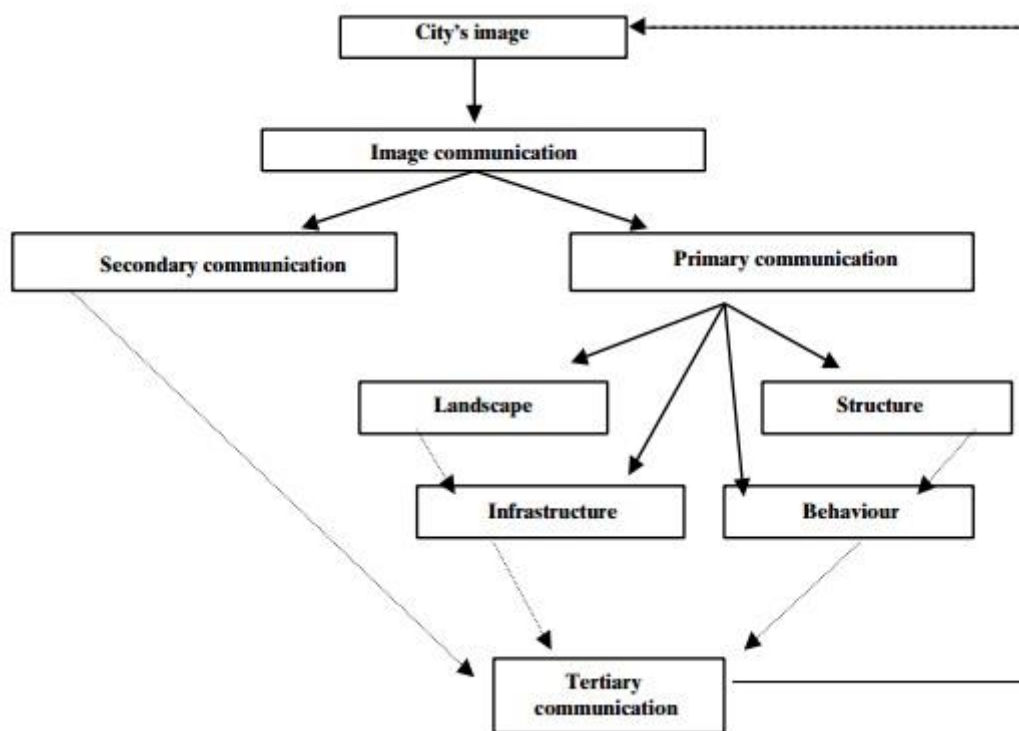 City's image
Image communication
Secondary communication
Primary communication
Landscape
Structure
Infrastructure
Behaviour
Tertiary
communication